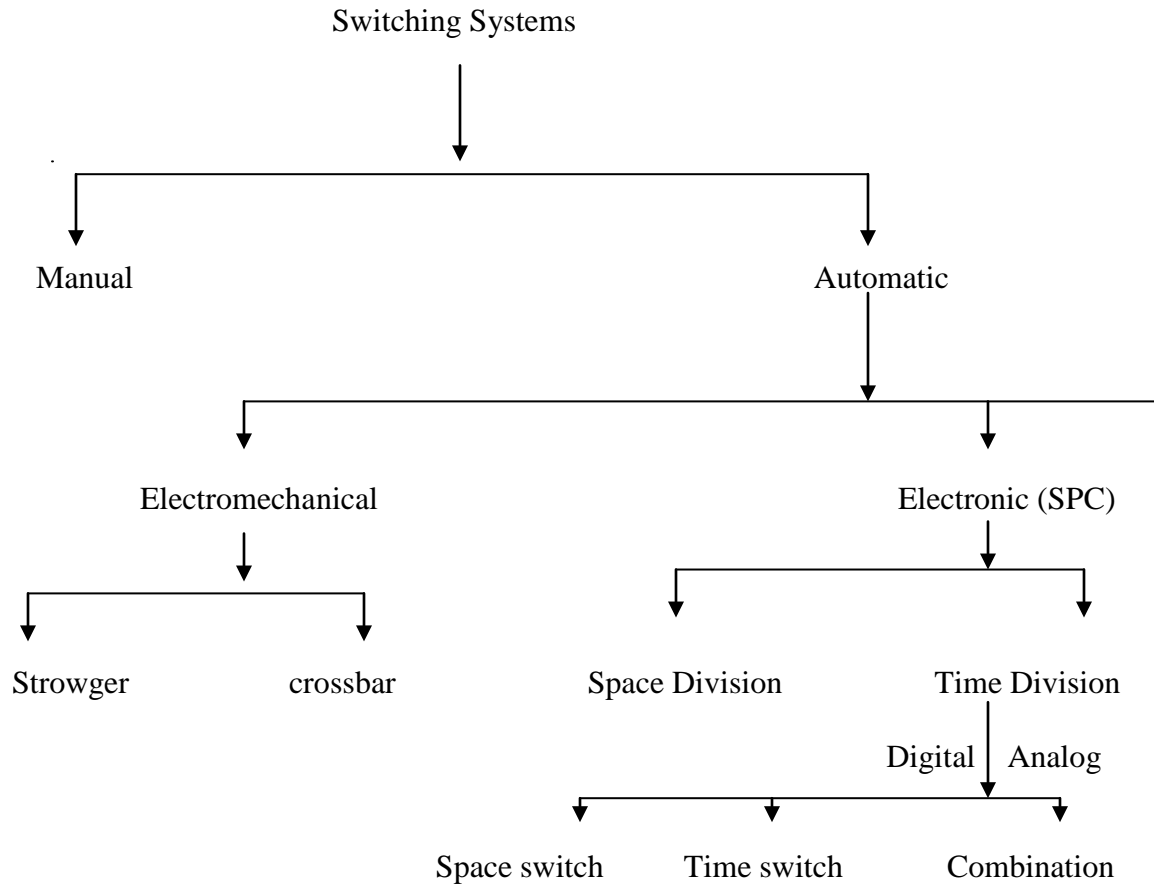 Switching Systems
Manual Automatic
Electromechanical Electronic (SPC)
Strowger crossbar Space Division Time Division
Digital Analog
Space switch Time switch Combination